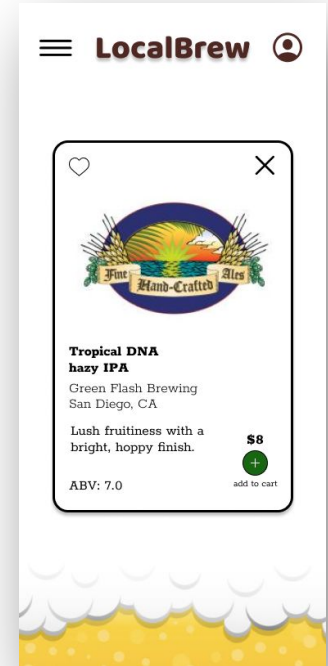 LocalBrew
Fine
Hand-Crafted
Ales
Tropical DNA
hazy IPA
Green Flash Brewing
San Diego, CA
Lush fruitiness with a
bright, hoppy finish.
$8
+
add to cart
ABV: 7.0